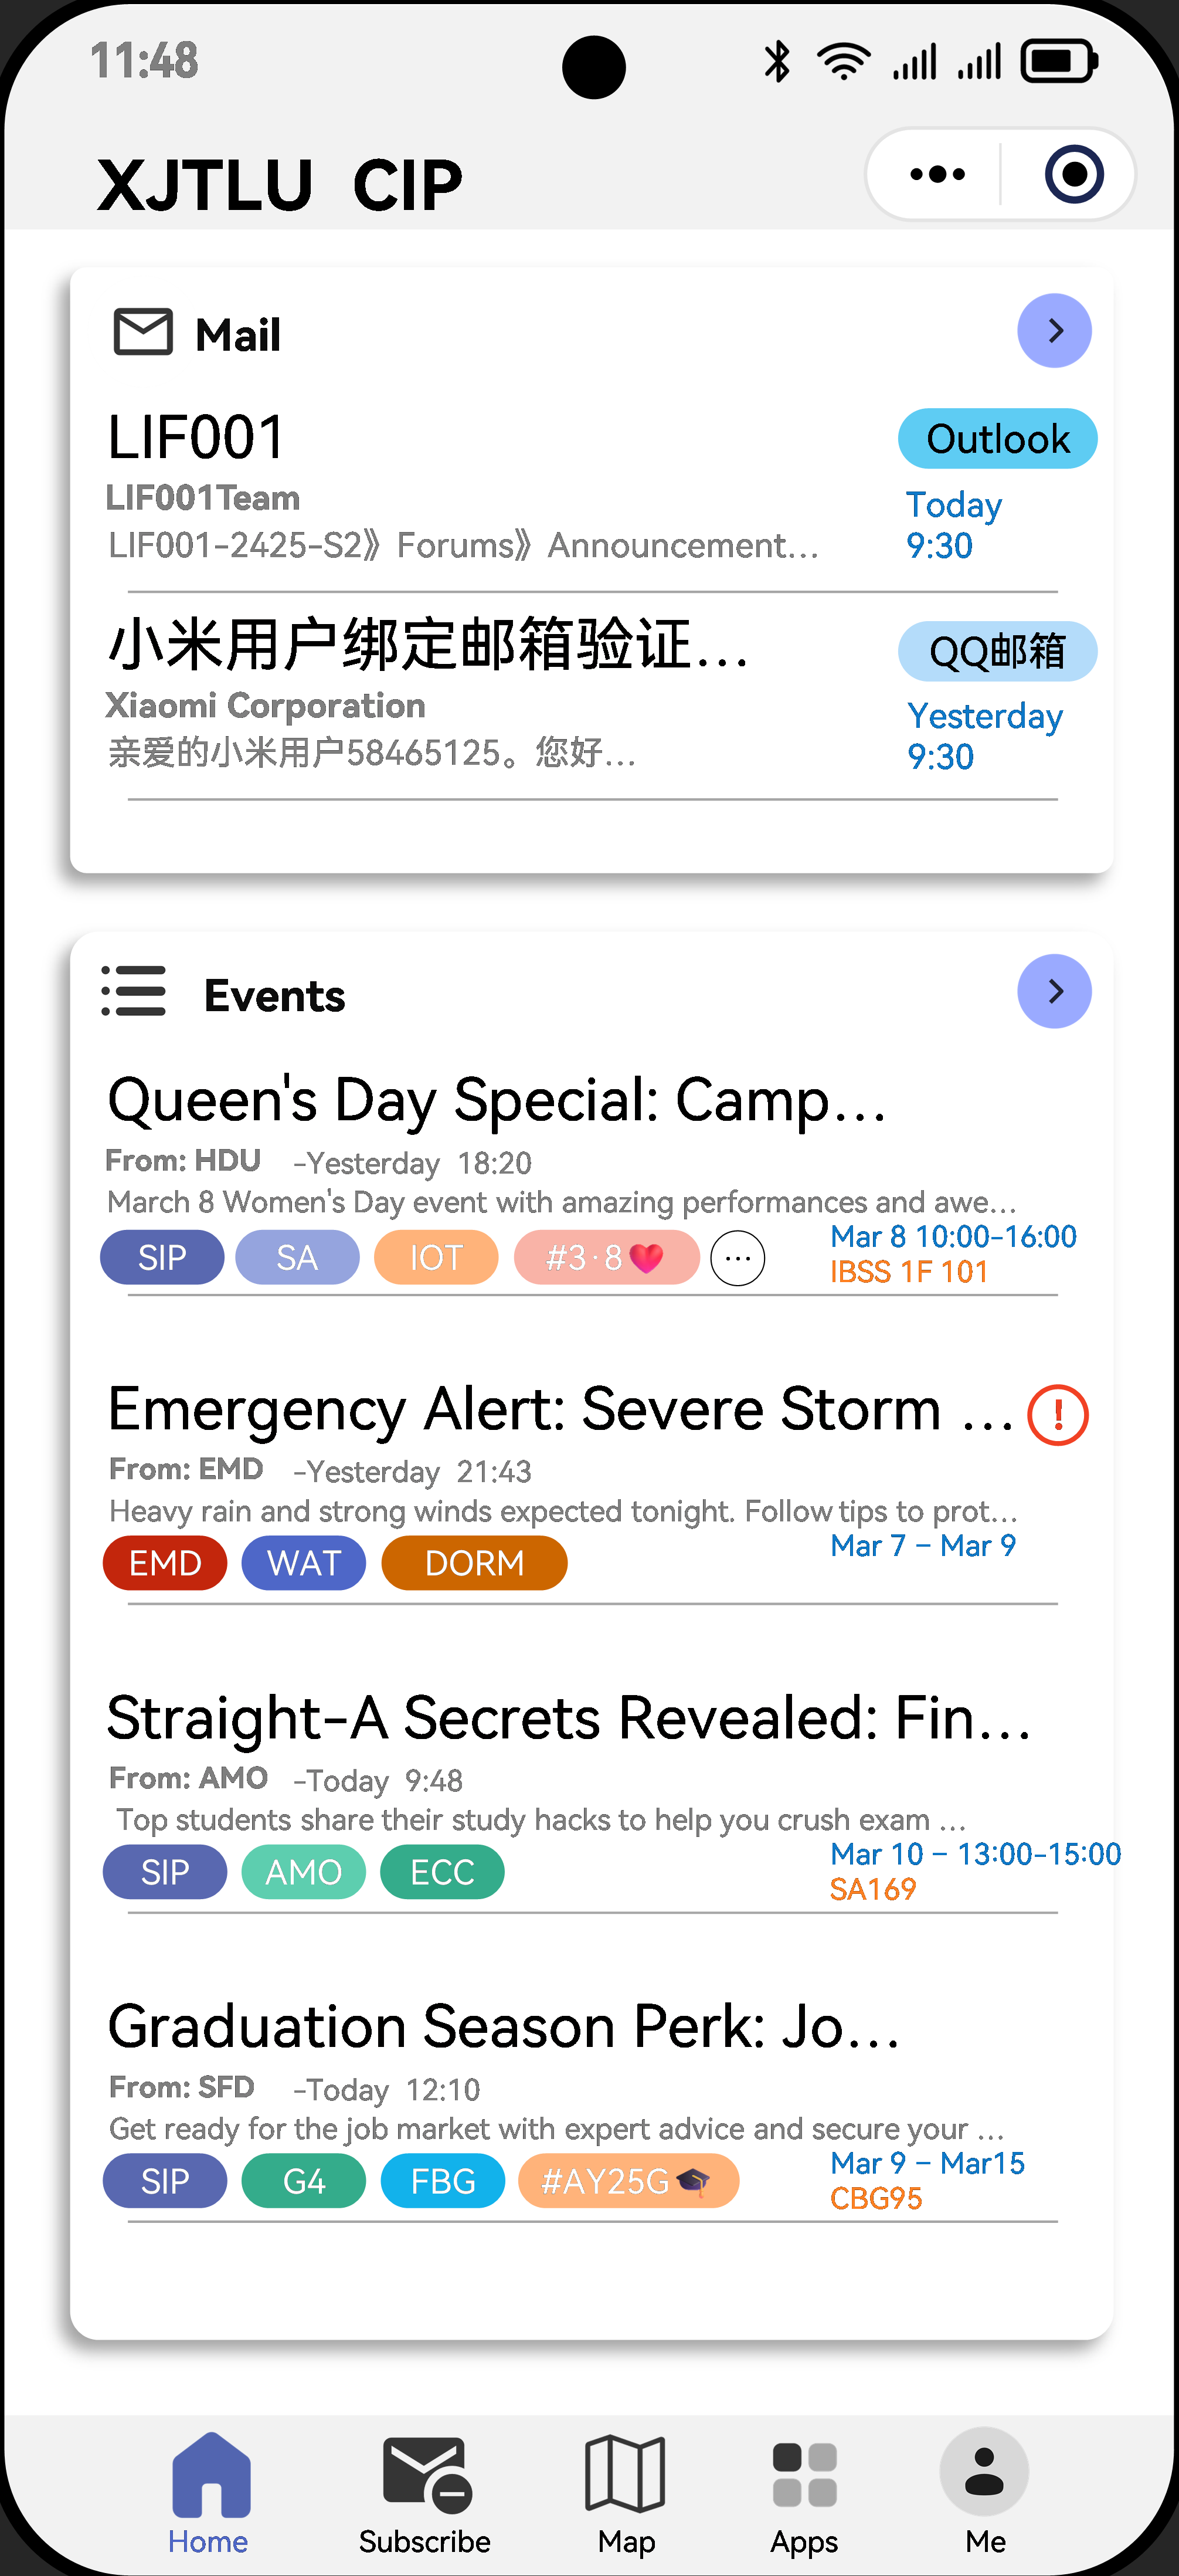 11:48
XJTLU CIP
Mail
LIF001
Outlook
LIF001Team
Today
LIF001-2425-S2》Forums》Announcement...
9:30
小米用户绑定邮箱验证...
QQ邮箱
Xiaomi Corporation
Yesterday
亲爱的小米用户58465125。您好...
9:30
Events
Queen's Day Special: Camp...
From: HDU -Yesterday 18:20
March 8 Women's Day event with amazing performances and awe...
SIP SA IOT #3·8❤️ ...
Mar 8 10:00-16:00
IBSS 1F 101
Emergency Alert: Severe Storm ... !
From: EMD -Yesterday 21:43
Heavy rain and strong winds expected tonight. Follow tips to prot...
EMD WAT DORM
Mar 7 - Mar 9
Straight-A Secrets Revealed: Fin...
From: AMO -Today 9:48
Top students share their study hacks to help you crush exam ...
SIP AMO ECC
Mar 10 - 13:00-15:00
SA169
Graduation Season Perk: Jo...
From: SFD -Today 12:10
Get ready for the job market with expert advice and secure your ...
SIP G4 FBG #AY25G🎓
Mar 9 - Mar15
CBG95
Home Subscribe Map Apps Me